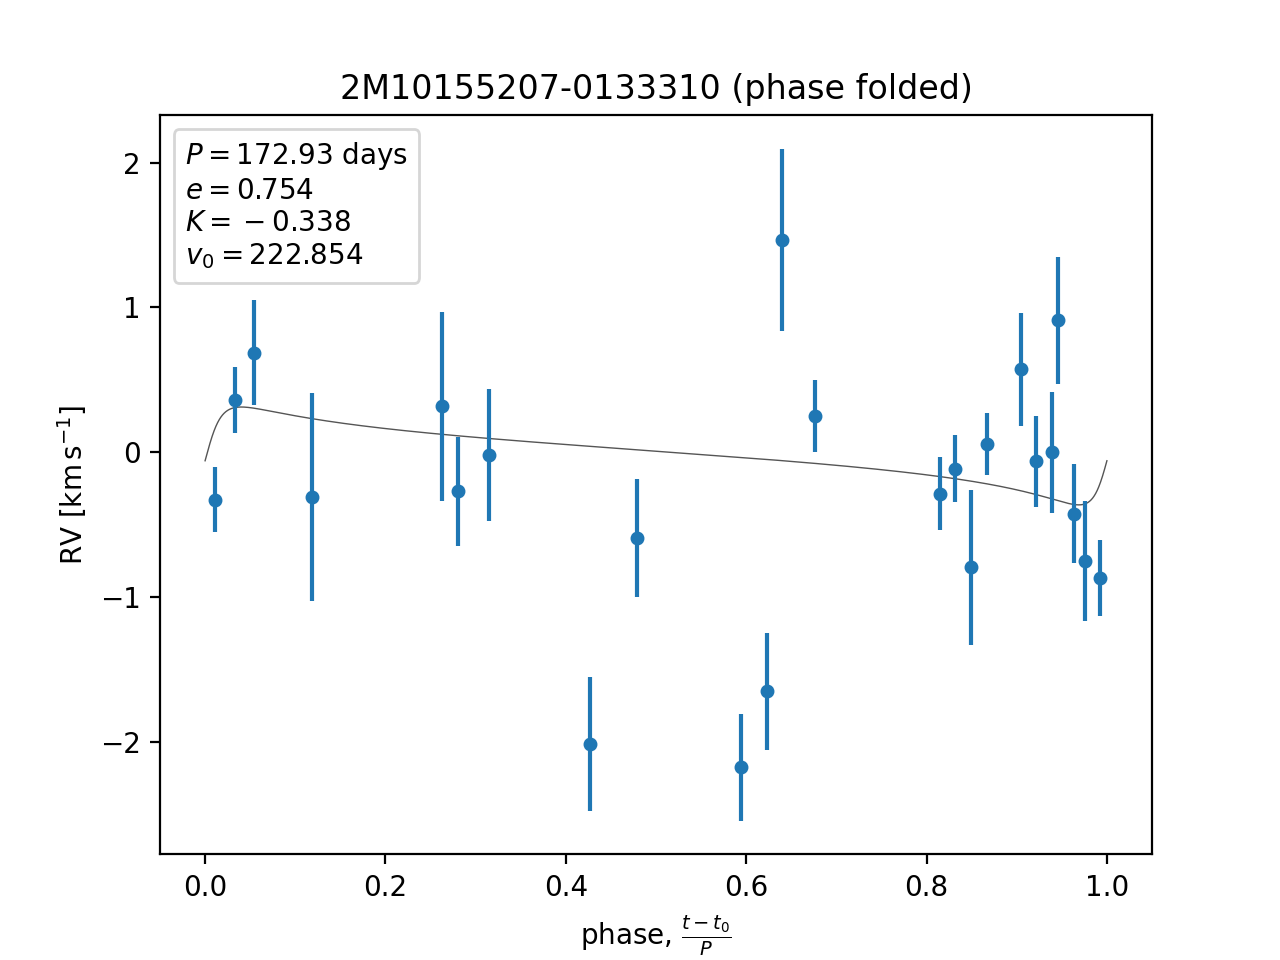 2M10155207-0133310 (phase folded)
P = 172.93 days
e = 0.754
K = −0.338
v₀ = 222.854
RV [km s⁻¹]
2
1
0
−1
−2
0.0 0.2 0.4 0.6 0.8 1.0
phase, (t − t₀)/P